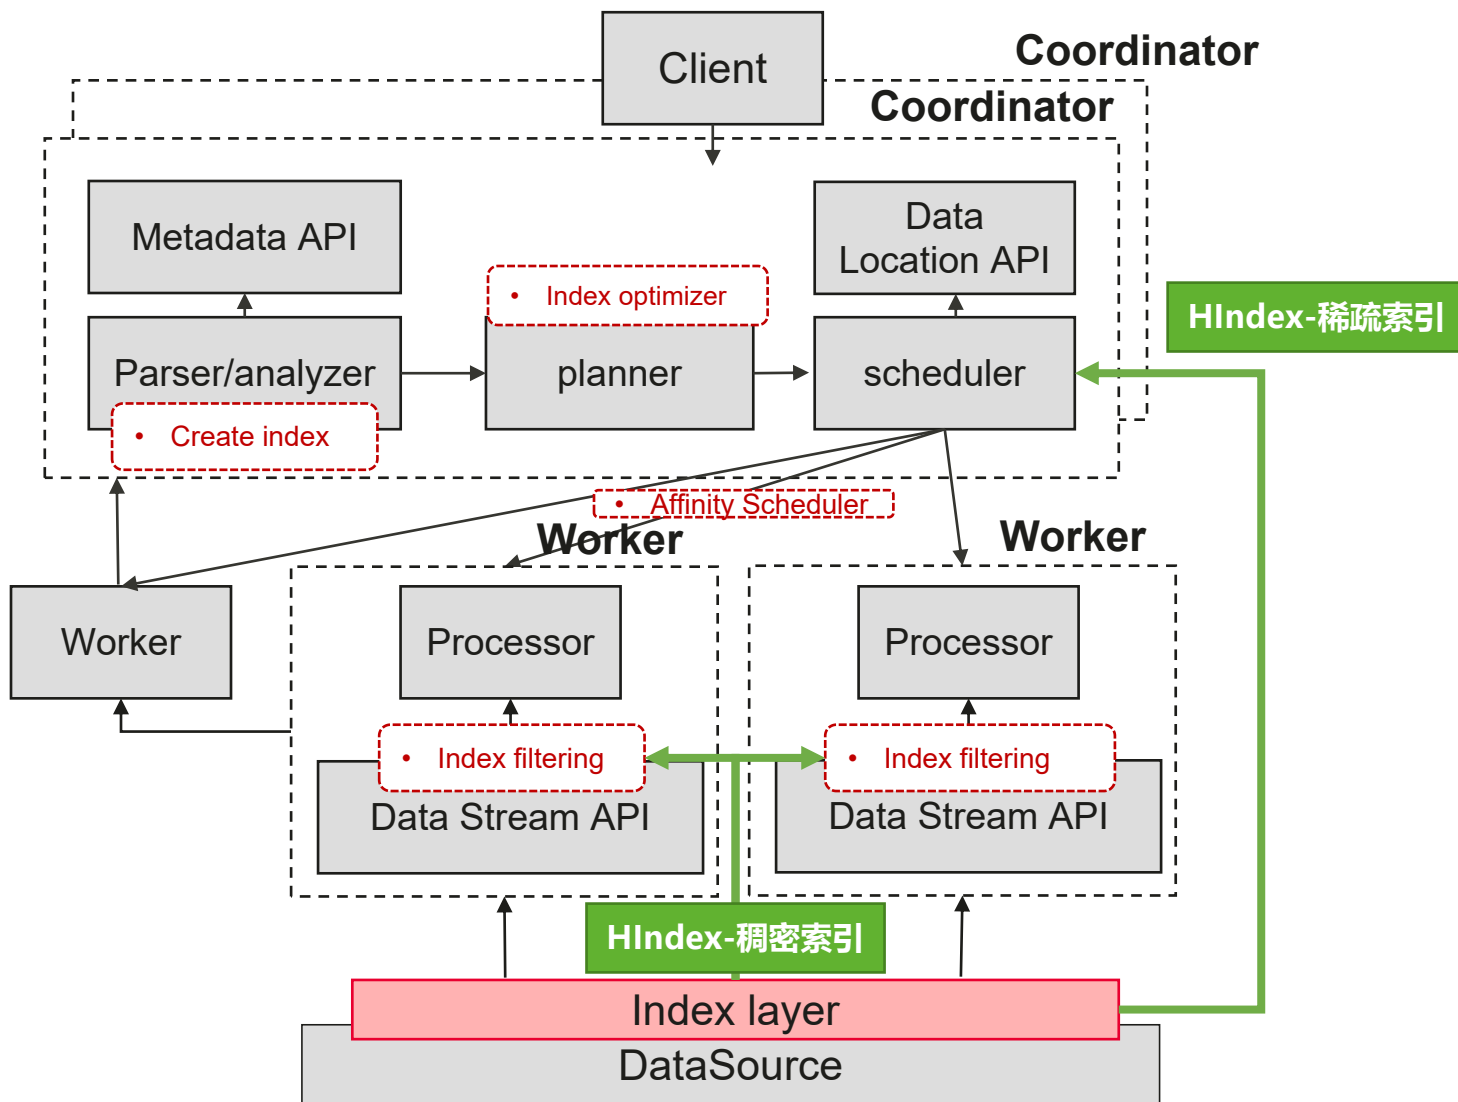 Client
Coordinator
Coordinator
Metadata API
Data
Location API
• Index optimizer
HIndex-稀疏索引
Parser/analyzer
planner
scheduler
• Create index
• Affinity Scheduler
Worker
Worker
Worker
Processor
Processor
• Index filtering
• Index filtering
Data Stream API
Data Stream API
HIndex-稠密索引
Index layer
DataSource